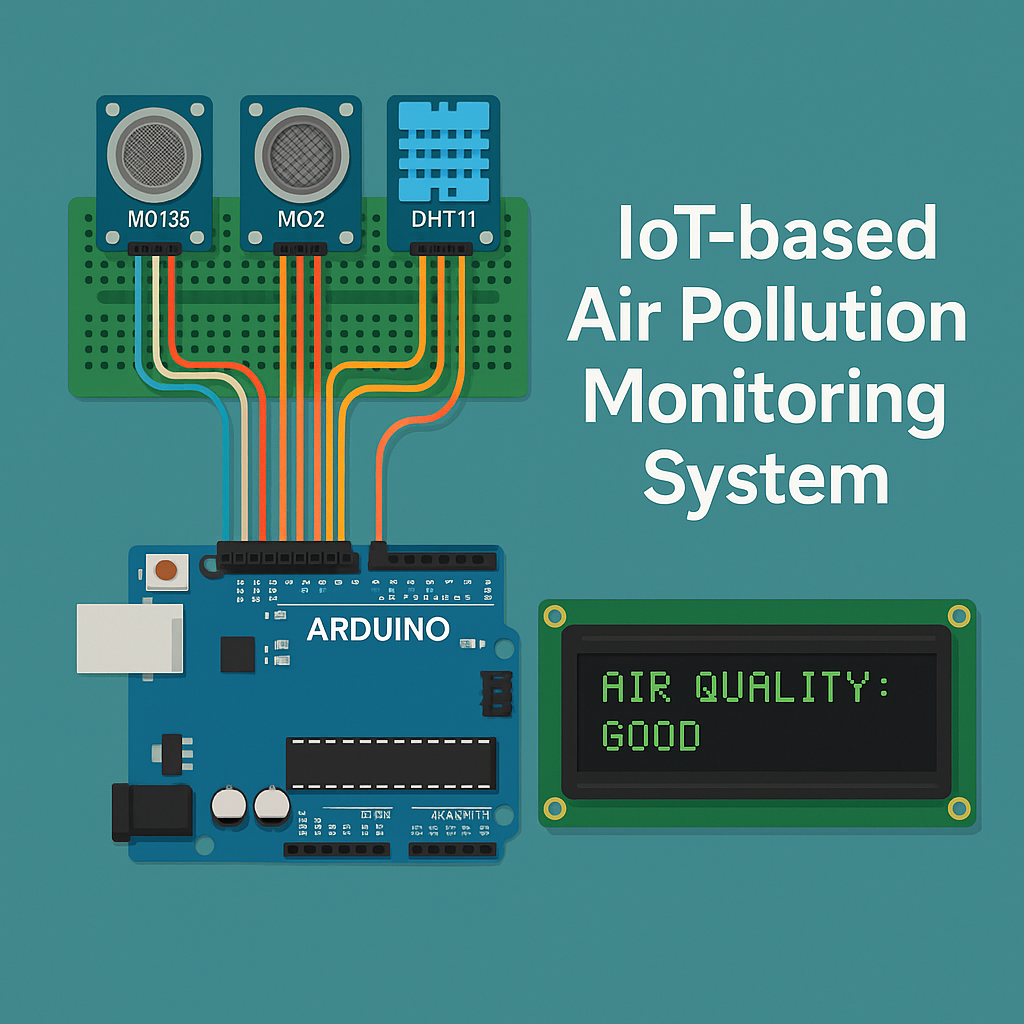 M0135
MO2
DHT11
IoT-based
Air Pollution
Monitoring
System
ARDUINO
AIR QUALITY:
GOOD